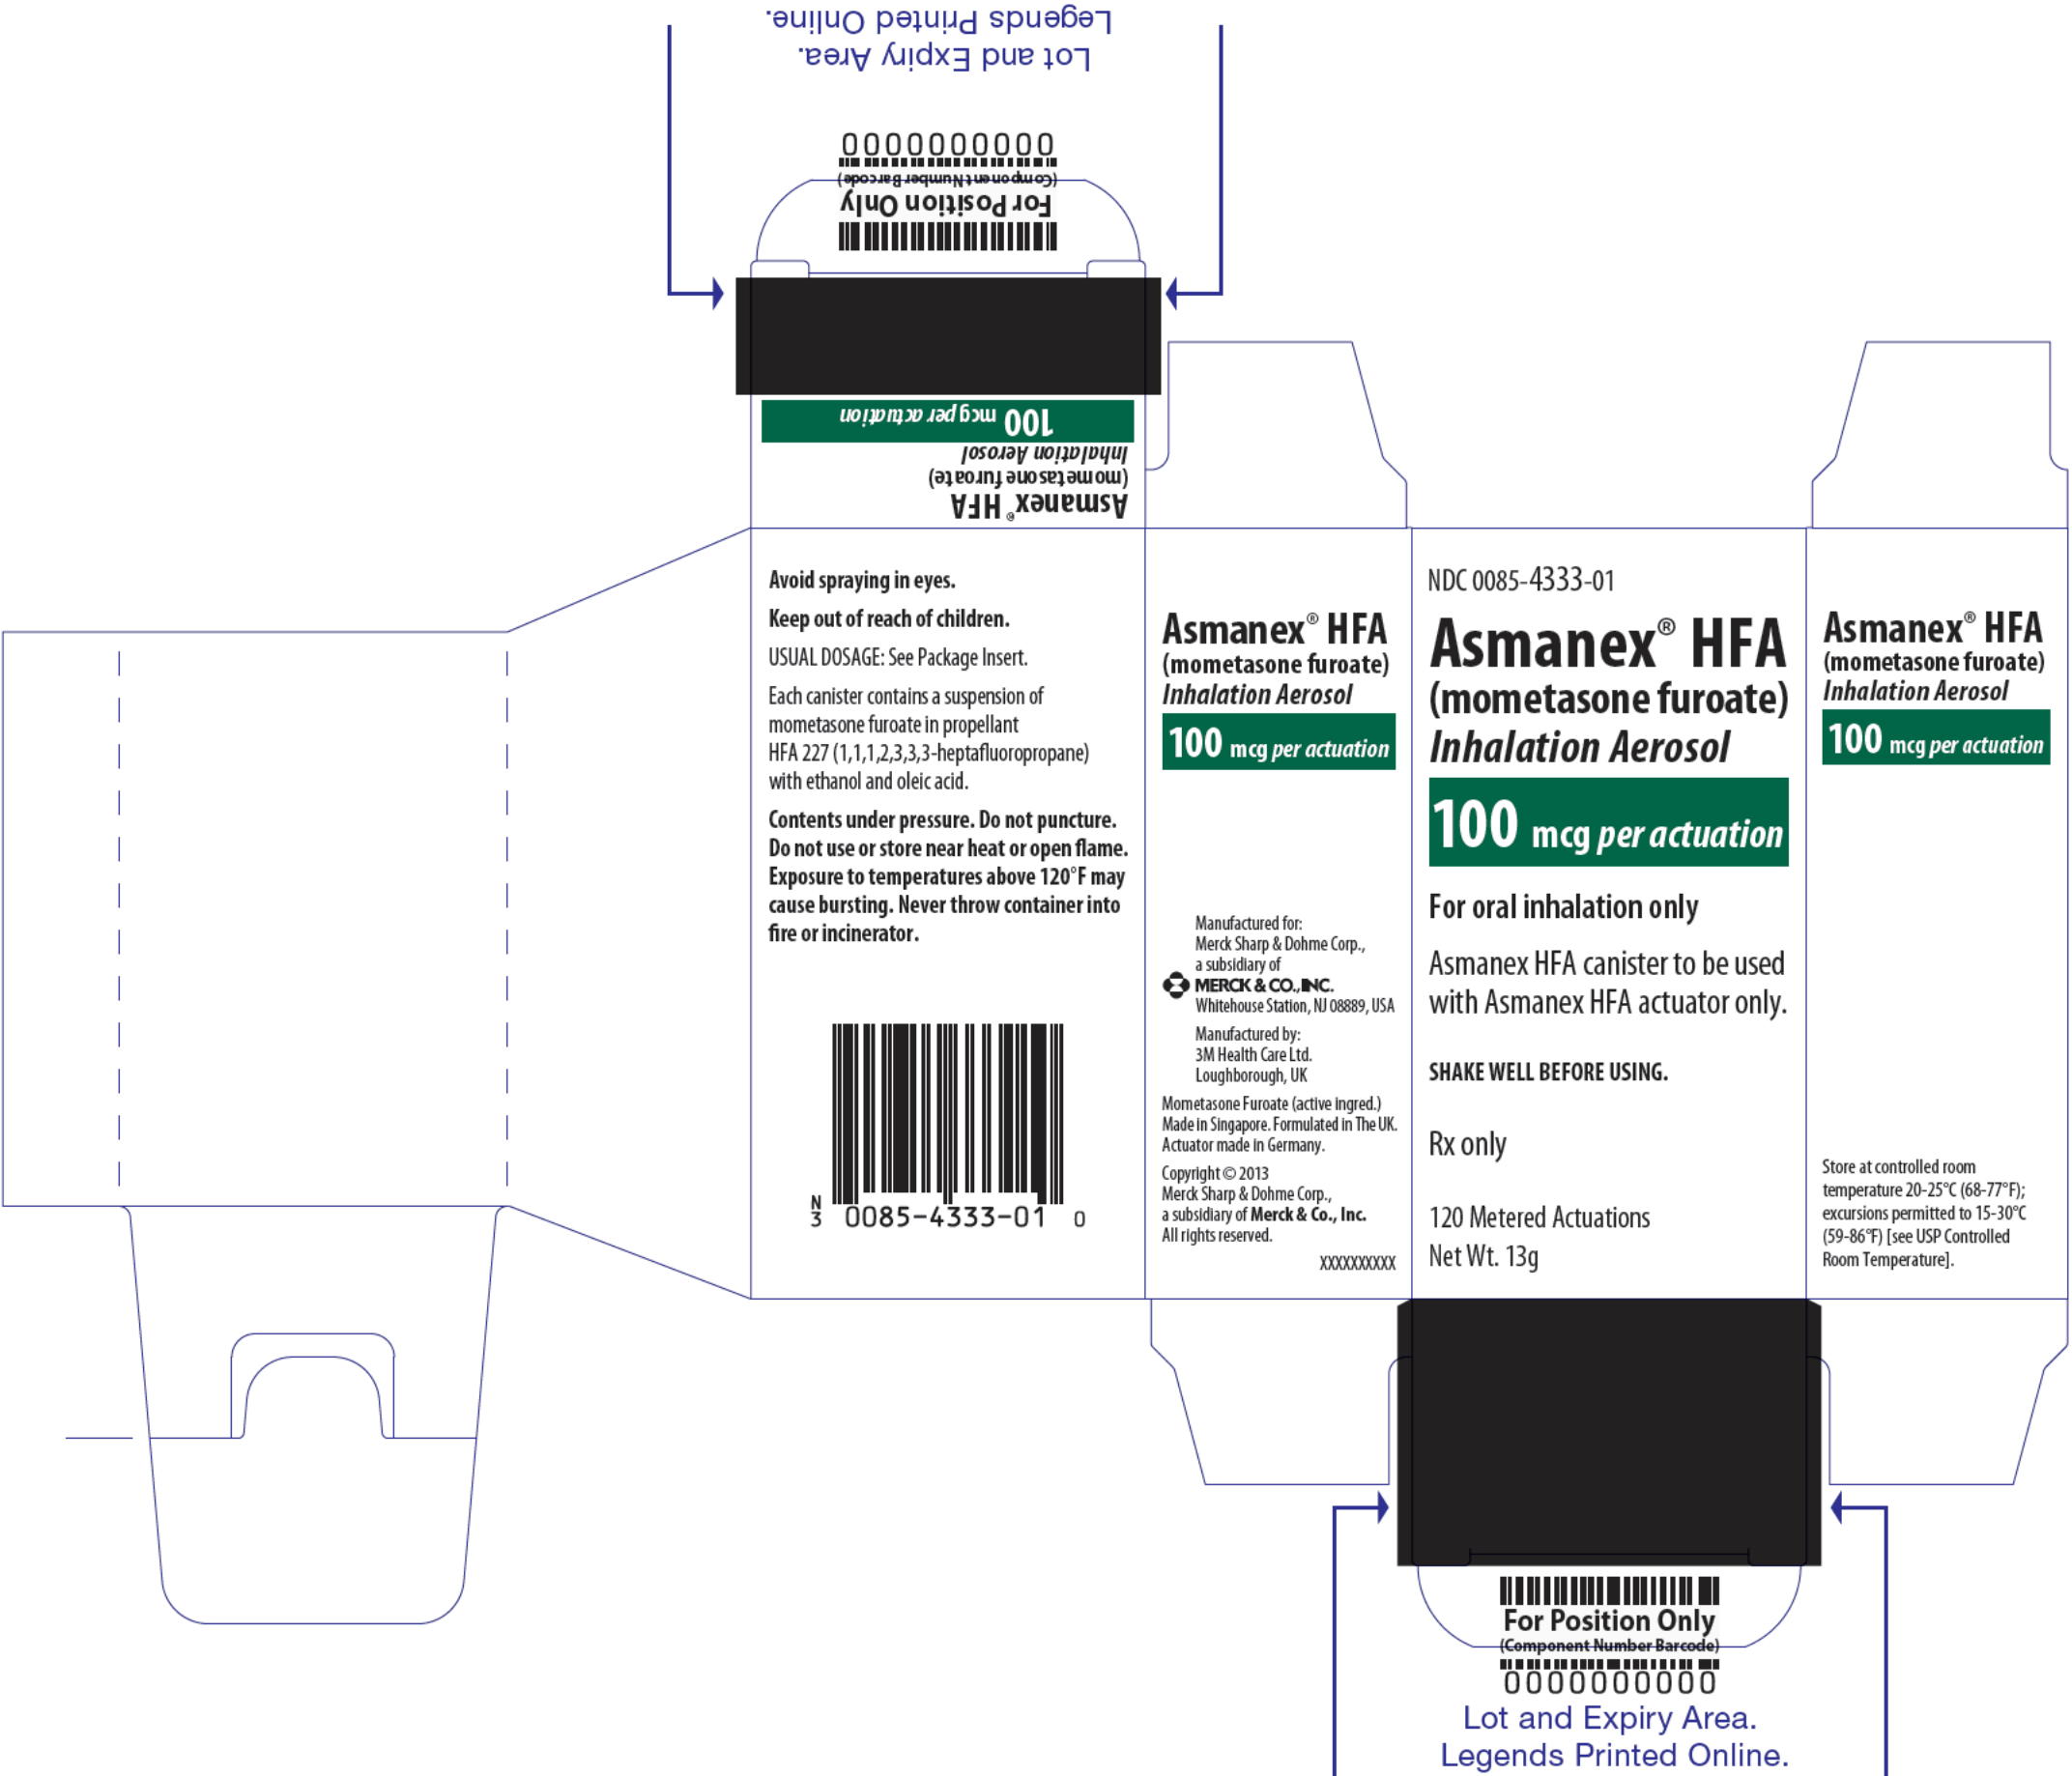 Lot and Expiry Area.
Legends Printed Online.
0000000000
(Component Number Barcode)
For Position Only
100 mcg per actuation
Asmanex® HFA
(mometasone furoate)
Inhalation Aerosol
Avoid spraying in eyes.
Keep out of reach of children.
USUAL DOSAGE: See Package Insert.
Each canister contains a suspension of
mometasone furoate in propellant
HFA 227 (1,1,1,2,3,3,3-heptafluoropropane)
with ethanol and oleic acid.
Contents under pressure. Do not puncture.
Do not use or store near heat or open flame.
Exposure to temperatures above 120°F may
cause bursting. Never throw container into
fire or incinerator.
N
3
0085-4333-01 0
Asmanex® HFA
(mometasone furoate)
Inhalation Aerosol
100 mcg per actuation
Manufactured for:
Merck Sharp & Dohme Corp.,
a subsidiary of
MERCK & CO., INC.
Whitehouse Station, NJ 08889, USA
Manufactured by:
3M Health Care Ltd.
Loughborough, UK
Mometasone Furoate (active ingred.)
Made in Singapore. Formulated in The UK.
Actuator made in Germany.
Copyright © 2013
Merck Sharp & Dohme Corp.,
a subsidiary of Merck & Co., Inc.
All rights reserved.
XXXXXXXXXX
NDC 0085-4333-01
Asmanex® HFA
(mometasone furoate)
Inhalation Aerosol
100 mcg per actuation
For oral inhalation only
Asmanex HFA canister to be used
with Asmanex HFA actuator only.
SHAKE WELL BEFORE USING.
Rx only
120 Metered Actuations
Net Wt. 13g
Asmanex® HFA
(mometasone furoate)
Inhalation Aerosol
100 mcg per actuation
Store at controlled room
temperature 20-25°C (68-77°F);
excursions permitted to 15-30°C
(59-86°F) [see USP Controlled
Room Temperature].
For Position Only
(Component Number Barcode)
0000000000
Lot and Expiry Area.
Legends Printed Online.